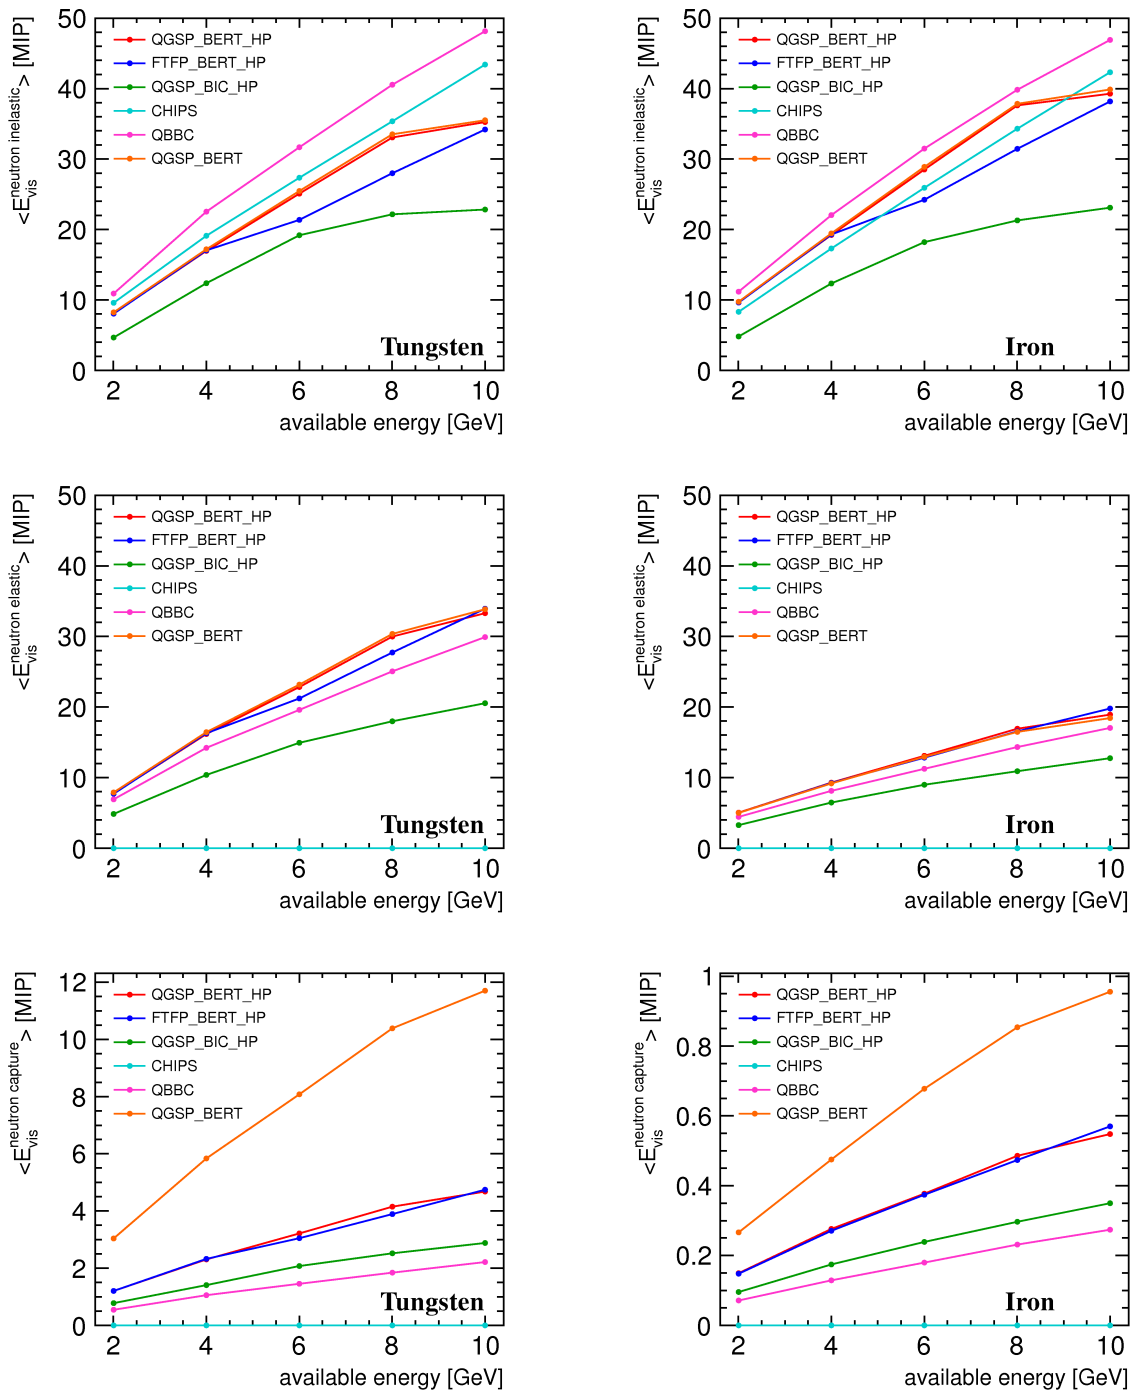 <E_vis^neutron inelastic> [MIP]
50
40
30
20
10
0
QGSP_BERT_HP
FTFP_BERT_HP
QGSP_BIC_HP
CHIPS
QBBC
QGSP_BERT
Tungsten
2 4 6 8 10
available energy [GeV]
<E_vis^neutron inelastic> [MIP]
50
40
30
20
10
0
QGSP_BERT_HP
FTFP_BERT_HP
QGSP_BIC_HP
CHIPS
QBBC
QGSP_BERT
Iron
2 4 6 8 10
available energy [GeV]
<E_vis^neutron elastic> [MIP]
50
40
30
20
10
0
QGSP_BERT_HP
FTFP_BERT_HP
QGSP_BIC_HP
CHIPS
QBBC
QGSP_BERT
Tungsten
2 4 6 8 10
available energy [GeV]
<E_vis^neutron elastic> [MIP]
50
40
30
20
10
0
QGSP_BERT_HP
FTFP_BERT_HP
QGSP_BIC_HP
CHIPS
QBBC
QGSP_BERT
Iron
2 4 6 8 10
available energy [GeV]
<E_vis^neutron capture> [MIP]
12
10
8
6
4
2
0
QGSP_BERT_HP
FTFP_BERT_HP
QGSP_BIC_HP
CHIPS
QBBC
QGSP_BERT
Tungsten
2 4 6 8 10
available energy [GeV]
<E_vis^neutron capture> [MIP]
1
0.8
0.6
0.4
0.2
0
QGSP_BERT_HP
FTFP_BERT_HP
QGSP_BIC_HP
CHIPS
QBBC
QGSP_BERT
Iron
2 4 6 8 10
available energy [GeV]